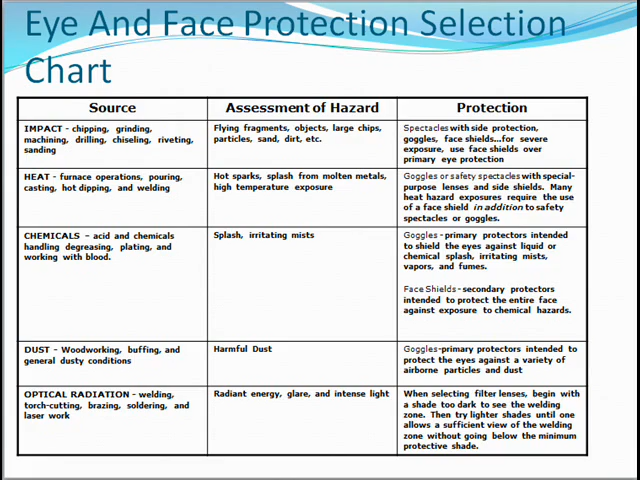 Eye And Face Protection Selection
Chart
Source
Assessment of Hazard
Protection
IMPACT - chipping, grinding,
machining, drilling, chiseling, riveting,
sanding
Flying fragments, objects, large chips,
particles, sand, dirt, etc.
Spectacles with side protection,
goggles, face shields...for severe
exposure, use face shields over
primary eye protection
HEAT - furnace operations, pouring,
casting, hot dipping, and welding
Hot sparks, splash from molten metals,
high temperature exposure
Goggles or safety spectacles with special-
purpose lenses and side shields. Many
heat hazard exposures require the use
of a face shield in addition to safety
spectacles or goggles.
CHEMICALS – acid and chemicals
handling degreasing, plating, and
working with blood.
Splash, irritating mists
Goggles - primary protectors intended
to shield the eyes against liquid or
chemical splash, irritating mists,
vapors, and fumes.
Face Shields - secondary protectors
intended to protect the entire face
against exposure to chemical hazards.
DUST – Woodworking, buffing, and
general dusty conditions
Harmful Dust
Goggles-primary protectors intended to
protect the eyes against a variety of
airborne particles and dust
OPTICAL RADIATION - welding,
torch-cutting, brazing, soldering, and
laser work
Radiant energy, glare, and intense light
When selecting filter lenses, begin with
a shade too dark to see the welding
zone. Then try lighter shades until one
allows a sufficient view of the welding
zone without going below the minimum
protective shade.